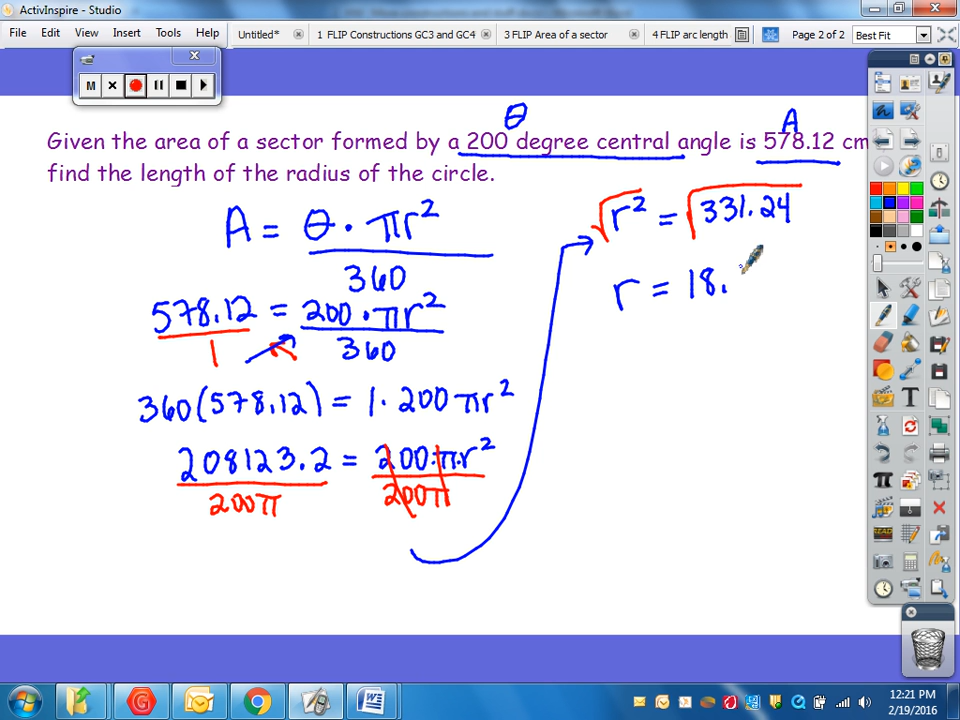 ActivInspire - Studio
File Edit View Insert Tools Help Untitled* 1 FLIP Constructions GC3 and GC4 3 FLIP Area of a sector 4 FLIP arc length Page 2 of 2 Best Fit
M
θ
A
Given the area of a sector formed by a 200 degree central angle is 578.12 cm
find the length of the radius of the circle.
A = θ · πr²
360
578.12 = 200 · πr²
1 360
360(578.12) = 1 · 200 πr²
208123.2 = 200·π·r²
200π 200π
√r² = √331.24
r = 18.
12:21 PM
2/19/2016